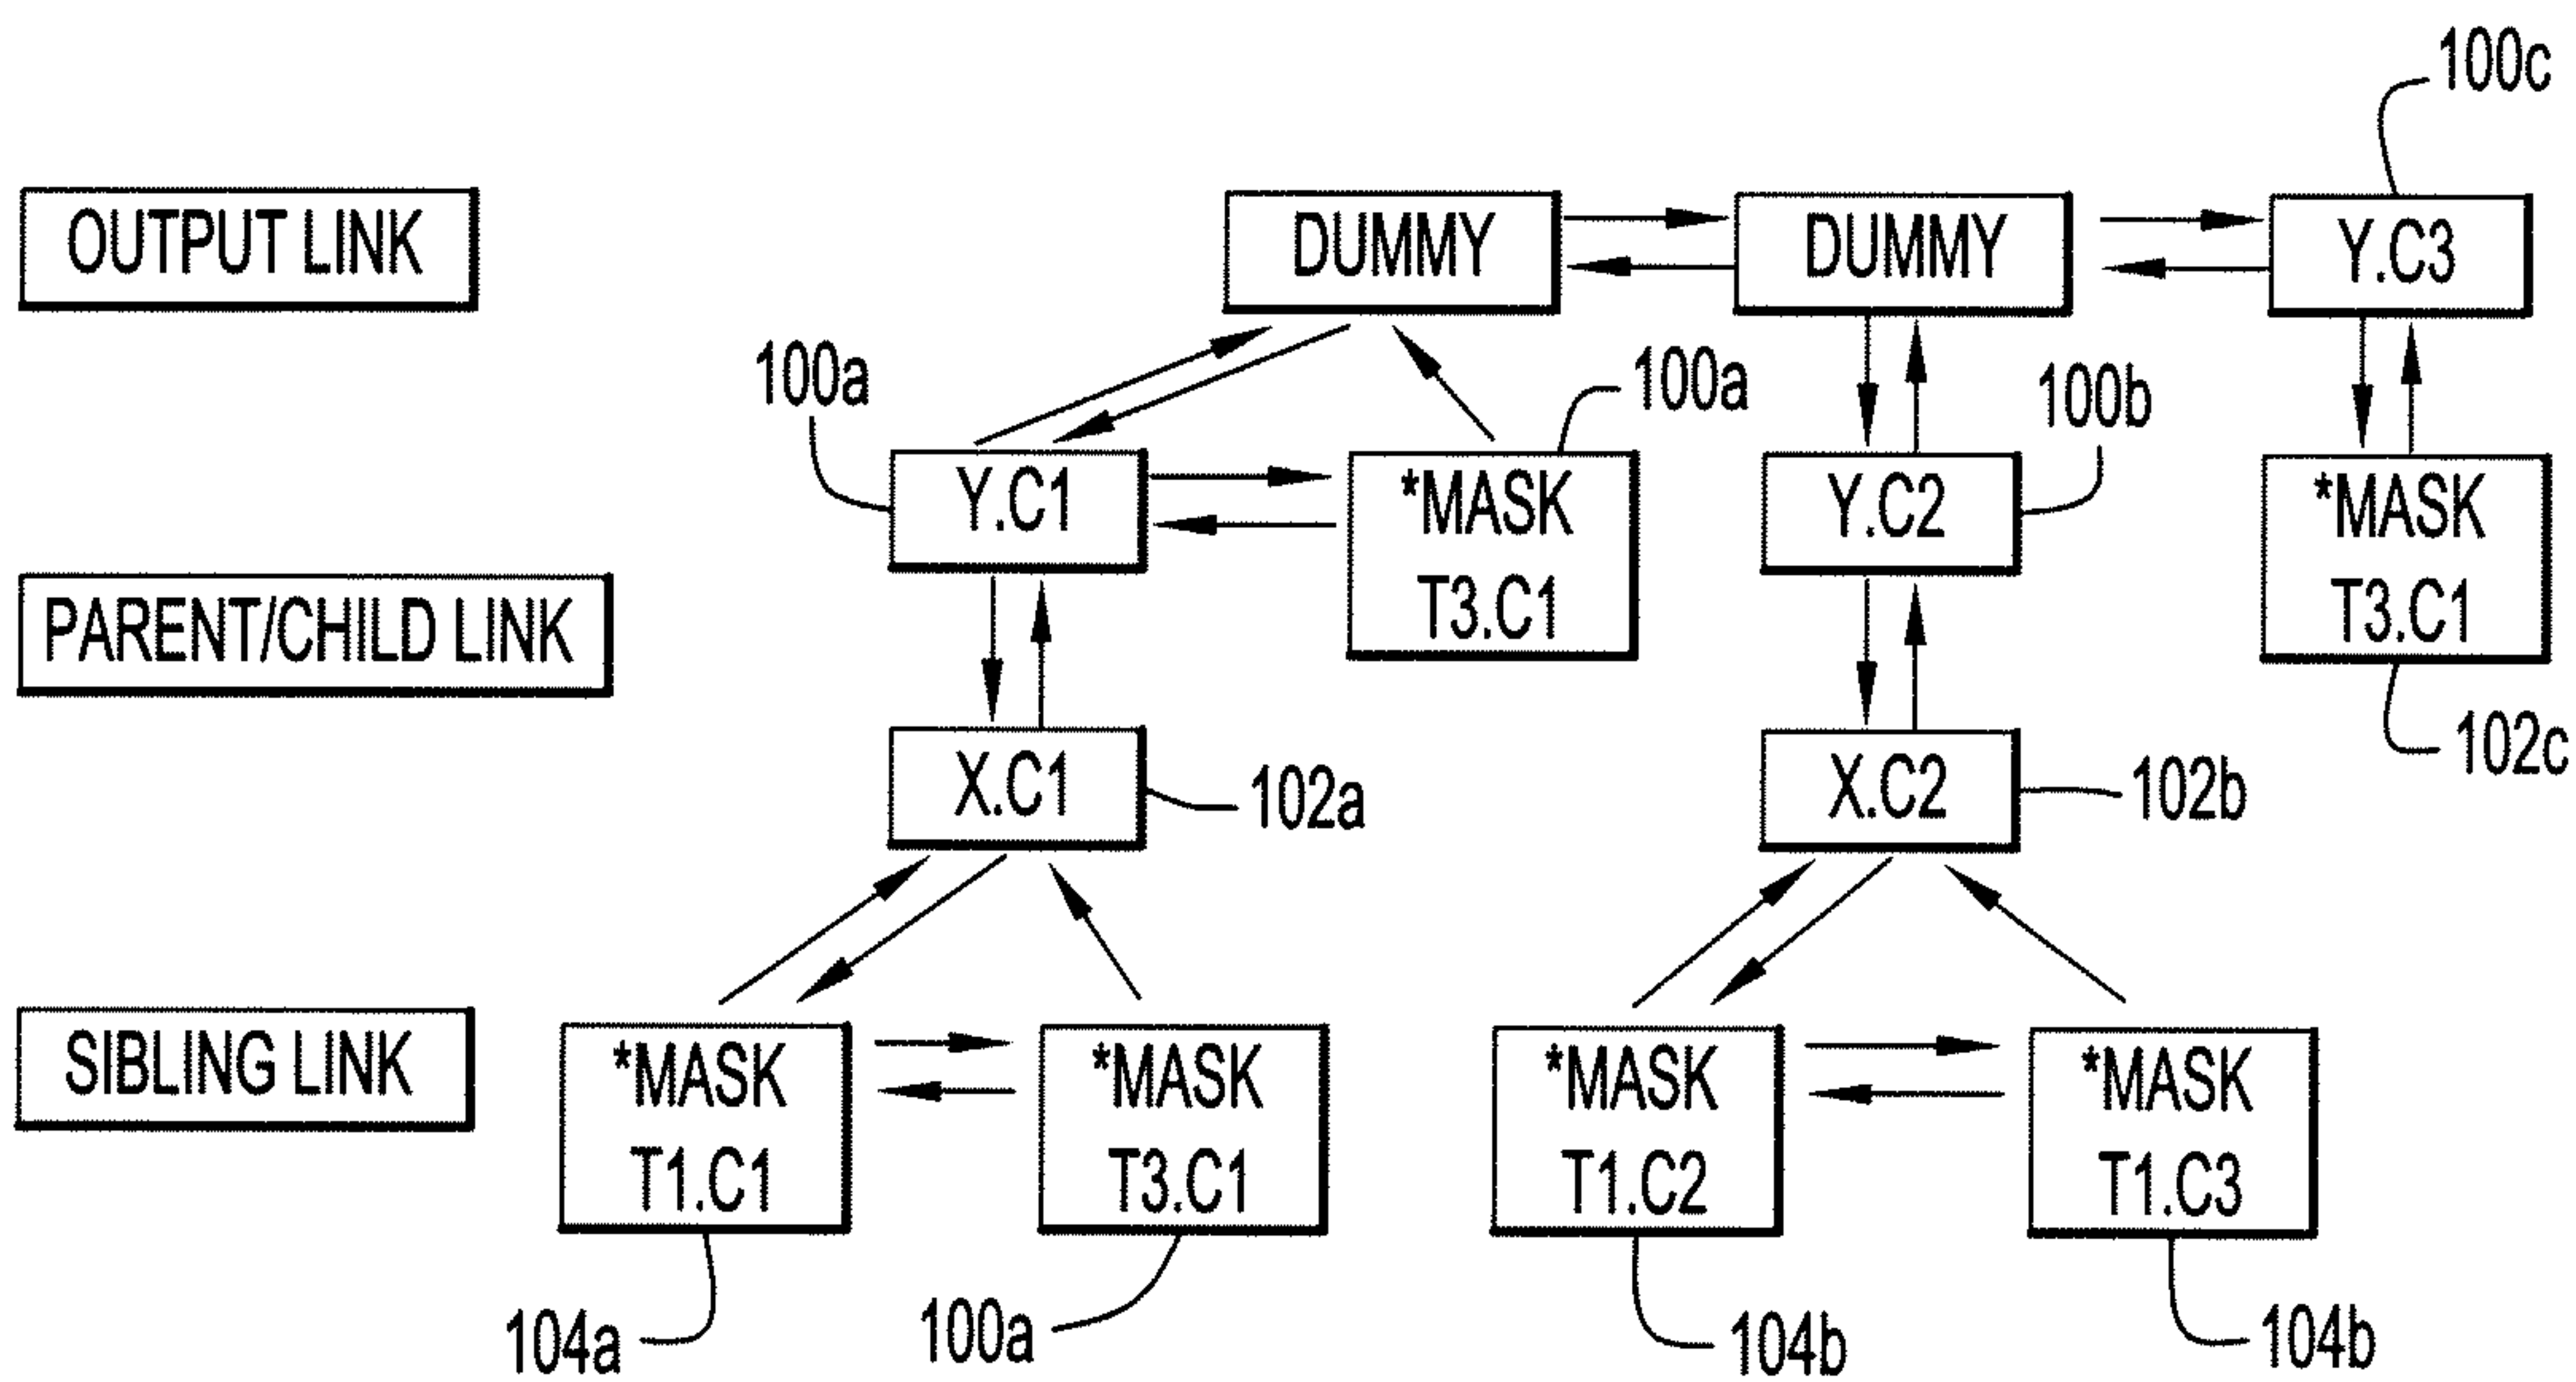 100c
OUTPUT LINK
DUMMY
DUMMY
Y.C3
100a
100a
100b
Y.C1
*MASK
T3.C1
Y.C2
*MASK
T3.C1
PARENT/CHILD LINK
X.C1
102a
X.C2
102b
102c
SIBLING LINK
*MASK
T1.C1
*MASK
T3.C1
*MASK
T1.C2
*MASK
T1.C3
104a
100a
104b
104b